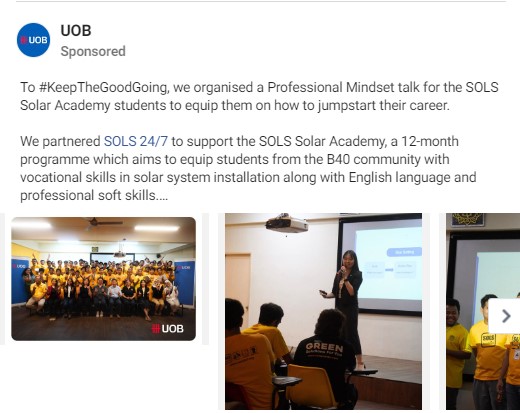 UOB
UOB
Sponsored
To #KeepTheGoodGoing, we organised a Professional Mindset talk for the SOLS
Solar Academy students to equip them on how to jumpstart their career.
We partnered SOLS 24/7 to support the SOLS Solar Academy, a 12-month
programme which aims to equip students from the B40 community with
vocational skills in solar system installation along with English language and
professional soft skills....
UOB
GREEN
SOLS